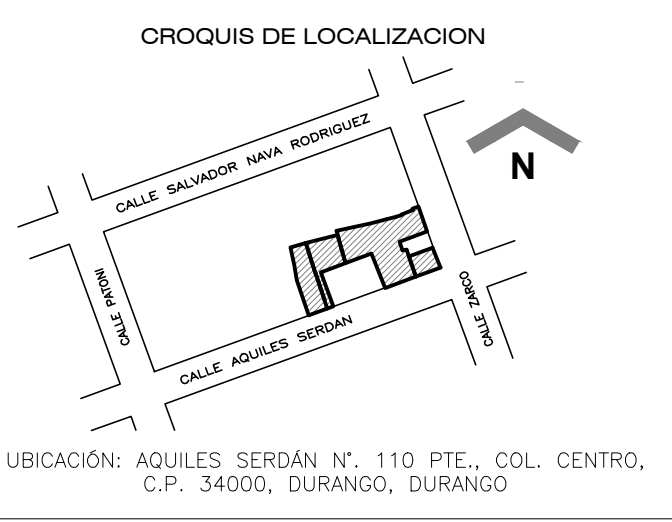 CROQUIS DE LOCALIZACION
N
CALLE SALVADOR NAVA RODRIGUEZ
CALLE PATONI
CALLE ZARCO
CALLE AQUILES SERDAN
UBICACIÓN: AQUILES SERDÁN N°. 110 PTE., COL. CENTRO,
C.P. 34000, DURANGO, DURANGO